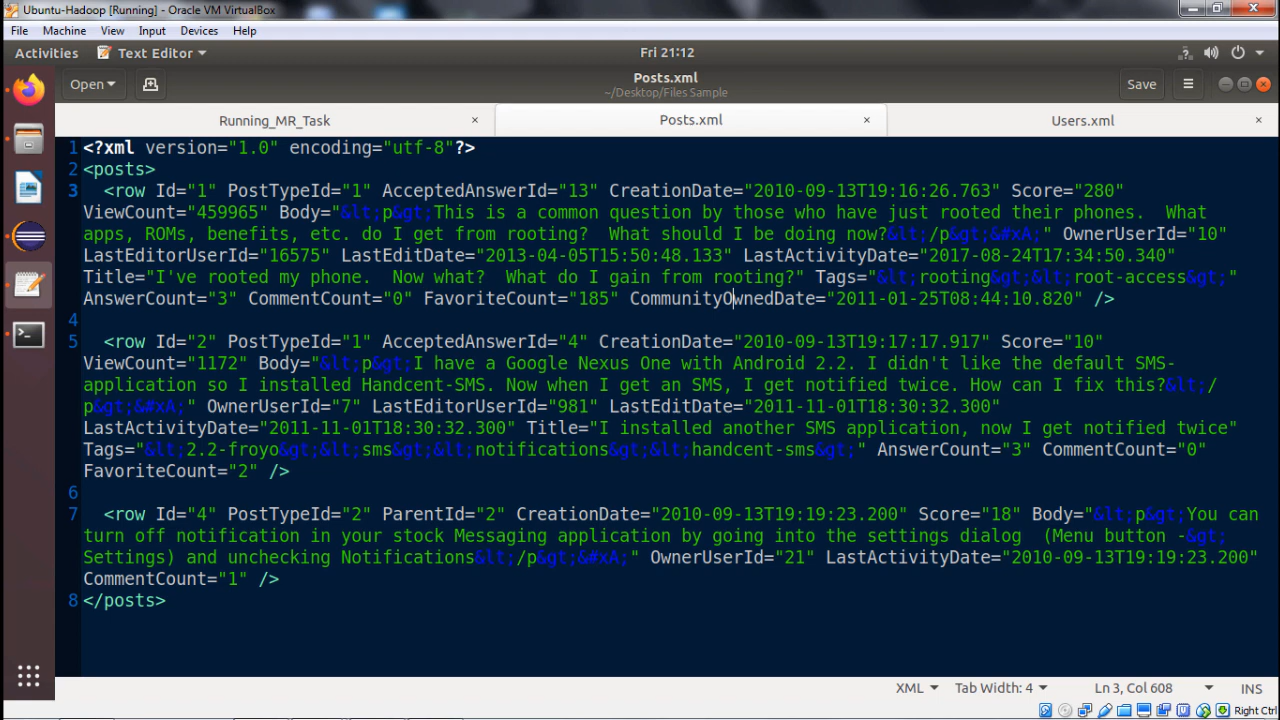 Ubuntu-Hadoop [Running] - Oracle VM VirtualBox
File Machine View Input Devices Help
Activities Text Editor Fri 21:12
Open Posts.xml Save
~/Desktop/Files Sample
Running_MR_Task × Posts.xml × Users.xml ×
1 <?xml version="1.0" encoding="utf-8"?>
2 <posts>
3 <row Id="1" PostTypeId="1" AcceptedAnswerId="13" CreationDate="2010-09-13T19:16:26.763" Score="280"
ViewCount="459965" Body="&lt;p&gt;This is a common question by those who have just rooted their phones.  What
apps, ROMs, benefits, etc. do I get from rooting?  What should I be doing now?&lt;/p&gt;&#xA;" OwnerUserId="10"
LastEditorUserId="16575" LastEditDate="2013-04-05T15:50:48.133" LastActivityDate="2017-08-24T17:34:50.340"
Title="I've rooted my phone.  Now what?  What do I gain from rooting?" Tags="&lt;rooting&gt;&lt;root-access&gt;"
AnswerCount="3" CommentCount="0" FavoriteCount="185" CommunityOwnedDate="2011-01-25T08:44:10.820" />
4
5 <row Id="2" PostTypeId="1" AcceptedAnswerId="4" CreationDate="2010-09-13T19:17:17.917" Score="10"
ViewCount="1172" Body="&lt;p&gt;I have a Google Nexus One with Android 2.2. I didn't like the default SMS-
application so I installed Handcent-SMS. Now when I get an SMS, I get notified twice. How can I fix this?&lt;/
p&gt;&#xA;" OwnerUserId="7" LastEditorUserId="981" LastEditDate="2011-11-01T18:30:32.300"
LastActivityDate="2011-11-01T18:30:32.300" Title="I installed another SMS application, now I get notified twice"
Tags="&lt;2.2-froyo&gt;&lt;sms&gt;&lt;notifications&gt;&lt;handcent-sms&gt;" AnswerCount="3" CommentCount="0"
FavoriteCount="2" />
6
7 <row Id="4" PostTypeId="2" ParentId="2" CreationDate="2010-09-13T19:19:23.200" Score="18" Body="&lt;p&gt;You can
turn off notification in your stock Messaging application by going into the settings dialog  (Menu button -&gt;
Settings) and unchecking Notifications&lt;/p&gt;&#xA;" OwnerUserId="21" LastActivityDate="2010-09-13T19:19:23.200"
CommentCount="1" />
8 </posts>
XML Tab Width: 4 Ln 3, Col 608 INS
Right Ctrl